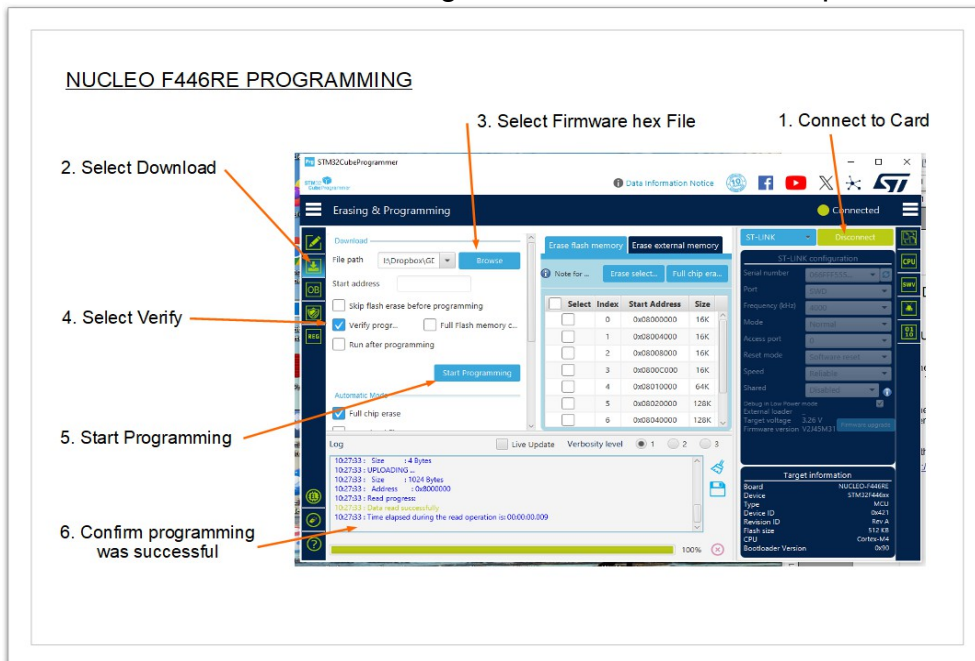 NUCLEO F446RE PROGRAMMING
3. Select Firmware hex File
1. Connect to Card
2. Select Download
4. Select Verify
5. Start Programming
6. Confirm programming
was successful
STM32CubeProgrammer
STM32
CubeProgrammer
Data Information Notice
Erasing & Programming
Connected
Download
File path
I:\Dropbox\GE
Browse
Start address
Skip flash erase before programming
Verify progr...
Full Flash memory c...
Run after programming
Start Programming
Automatic Mode
Full chip erase
Erase flash memory
Erase external memory
Note for ...
Erase select...
Full chip era...
Select Index Start Address Size
0 0x08000000 16K
1 0x08004000 16K
2 0x08008000 16K
3 0x0800C000 16K
4 0x08010000 64K
5 0x08020000 128K
6 0x08040000 128K
Log
Live Update
Verbosity level
1
2
3
10:27:33 : Size : 4 Bytes
10:27:33 : UPLOADING ...
10:27:33 : Size : 1024 Bytes
10:27:33 : Address : 0x8000000
10:27:33 : Read progress:
10:27:33 : Data read successfully
10:27:33 : Time elapsed during the read operation is: 00:00:00.009
100%
ST-LINK
Disconnect
ST-LINK configuration
Serial number
Port SWD
Frequency (kHz) 4000
Mode Normal
Access port 0
Reset mode Software reset
Speed Reliable
Shared Disabled
Debug in Low Power mode
External loader _
Target voltage 3.26 V
Firmware version V2J45M31
Firmware upgrade
Target information
Board NUCLEO-F446RE
Device STM32F446xx
Type MCU
Device ID 0x421
Revision ID Rev A
Flash size 512 KB
CPU Cortex-M4
Bootloader Version 0x90
OB
REG
CPU
SWV